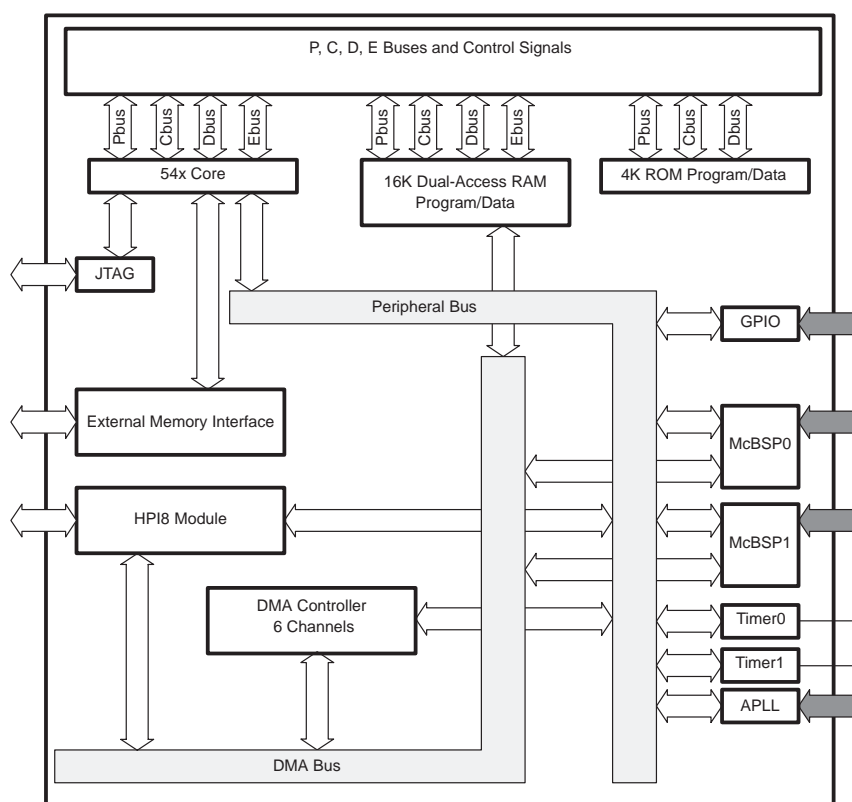 P, C, D, E Buses and Control Signals
Pbus
Cbus
Dbus
Ebus
Pbus
Cbus
Dbus
Ebus
Pbus
Cbus
Dbus
54x Core
16K Dual-Access RAM
Program/Data
4K ROM Program/Data
JTAG
Peripheral Bus
GPIO
External Memory Interface
McBSP0
HPI8 Module
McBSP1
DMA Controller
6 Channels
Timer0
Timer1
APLL
DMA Bus